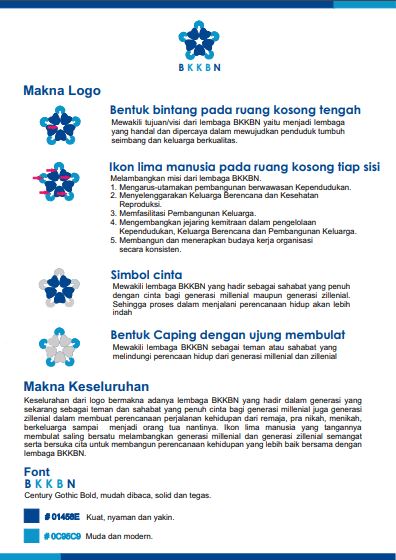 BKKBN
Makna Logo
Bentuk bintang pada ruang kosong tengah
Mewakili tujuan/visi dari lembaga BKKBN yaitu menjadi lembaga
yang handal dan dipercaya dalam mewujudkan penduduk tumbuh
seimbang dan keluarga berkualitas.
Ikon lima manusia pada ruang kosong tiap sisi
Melambangkan misi dari lembaga BKKBN.
1. Mengarus-utamakan pembangunan berwawasan Kependudukan.
2. Menyelenggarakan Keluarga Berencana dan Kesehatan
Reproduksi.
3. Memfasilitasi Pembangunan Keluarga.
4. Mengembangkan jejaring kemitraan dalam pengelolaan
Kependudukan, Keluarga Berencana dan Pembangunan Keluarga.
5. Membangun dan menerapkan budaya kerja organisasi
secara konsisten.
Simbol cinta
Mewakili lembaga BKKBN yang hadir sebagai sahabat yang penuh
dengan cinta bagi generasi millenial maupun generasi zillenial.
Sehingga proses dalam menjalani perencanaan hidup akan lebih
indah
Bentuk Caping dengan ujung membulat
Mewakili lembaga BKKBN sebagai teman atau sahabat yang
melindungi perencaan hidup dari generasi millenial dan zillenial
Makna Keseluruhan
Keseluruhan dari logo bermakna adanya lembaga BKKBN yang hadir dalam generasi yang
sekarang sebagai teman dan sahabat yang penuh cinta bagi generasi millenial juga generasi
zillenial dalam membuat perencanaan perjalanan kehidupan dari remaja, pra nikah, menikah,
berkeluarga sampai menjadi orang tua nantinya. Ikon lima manusia yang tangannya
membulat saling bersatu melambangkan generasi millenial dan generasi zillenial semangat
serta bersuka cita untuk membangun perencanaan kehidupan yang lebih baik bersama dengan
lembaga BKKBN.
Font
BKKBN
Century Gothic Bold, mudah dibaca, solid dan tegas.
# 01458E Kuat, nyaman dan yakin.
# 0C95C9 Muda dan modern.